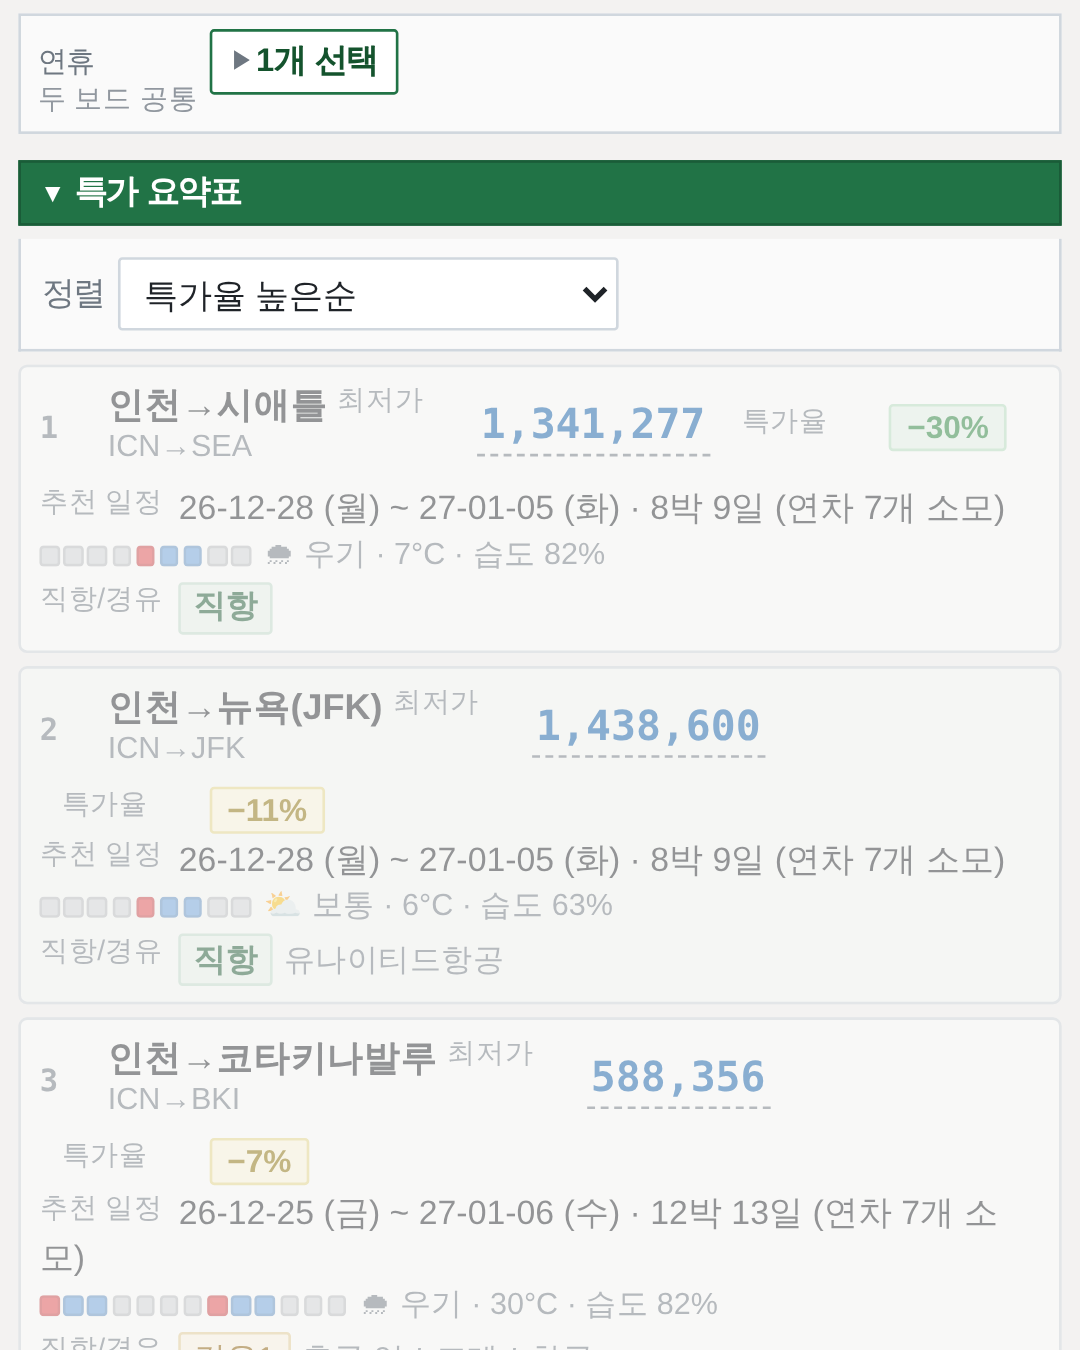 연휴
두 보드 공통
▶ 1개 선택
▼ 특가 요약표
정렬 특가율 높은순
1 인천→시애틀 최저가 1,341,277 특가율 −30%
ICN→SEA
추천 일정 26-12-28 (월) ~ 27-01-05 (화) · 8박 9일 (연차 7개 소모)
우기 · 7°C · 습도 82%
직항/경유 직항
2 인천→뉴욕(JFK) 최저가 1,438,600
ICN→JFK
특가율 −11%
추천 일정 26-12-28 (월) ~ 27-01-05 (화) · 8박 9일 (연차 7개 소모)
보통 · 6°C · 습도 63%
직항/경유 직항 유나이티드항공
3 인천→코타키나발루 최저가 588,356
ICN→BKI
특가율 −7%
추천 일정 26-12-25 (금) ~ 27-01-06 (수) · 12박 13일 (연차 7개 소
모)
우기 · 30°C · 습도 82%
직항/경유